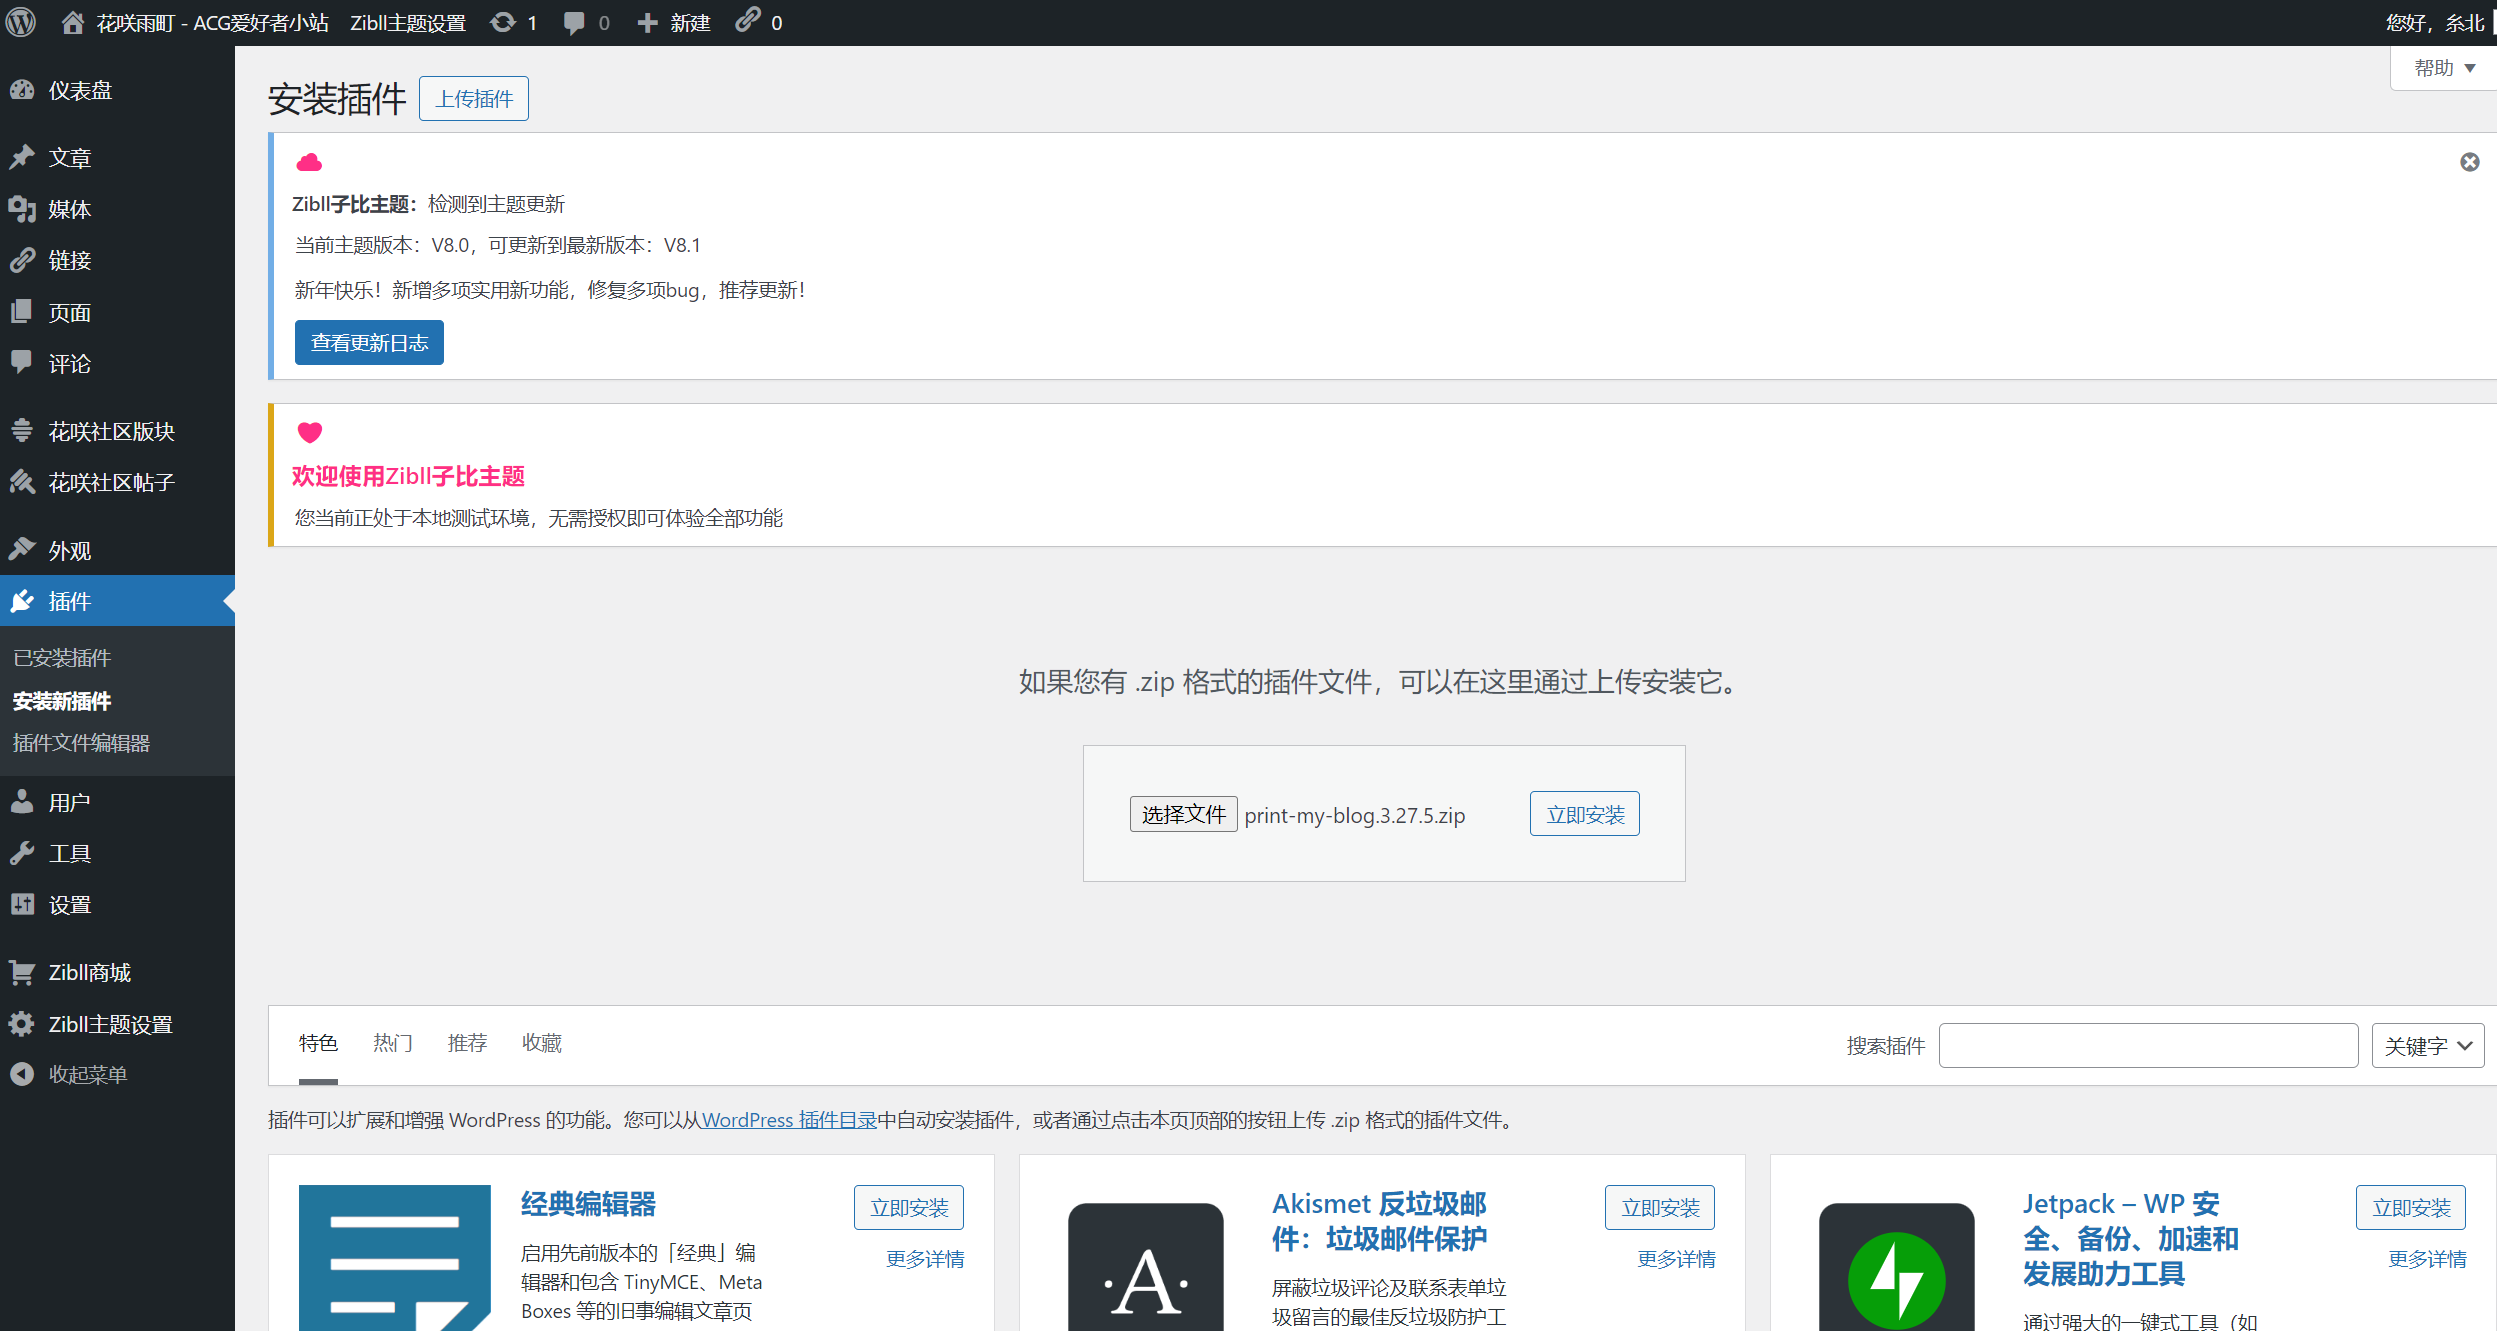 花咲雨町 - ACG爱好者小站 Zibll主题设置 1 0 新建 0 您好，糸北
仪表盘
文章
媒体
链接
页面
评论
花咲社区版块
花咲社区帖子
外观
插件
已安装插件
安装新插件
插件文件编辑器
用户
工具
设置
Zibll商城
Zibll主题设置
收起菜单
帮助
安装插件 上传插件
Zibll子比主题：检测到主题更新
当前主题版本：V8.0，可更新到最新版本：V8.1
新年快乐！新增多项实用新功能，修复多项bug，推荐更新！
查看更新日志
欢迎使用Zibll子比主题
您当前正处于本地测试环境，无需授权即可体验全部功能
如果您有 .zip 格式的插件文件，可以在这里通过上传安装它。
选择文件 print-my-blog.3.27.5.zip 立即安装
特色 热门 推荐 收藏 搜索插件 关键字
插件可以扩展和增强 WordPress 的功能。您可以从WordPress 插件目录中自动安装插件，或者通过点击本页顶部的按钮上传 .zip 格式的插件文件。
经典编辑器
立即安装
更多详情
启用先前版本的「经典」编
辑器和包含 TinyMCE、Meta
Boxes 等的旧事编辑文章页
·A·
Akismet 反垃圾邮
件：垃圾邮件保护
立即安装
更多详情
屏蔽垃圾评论及联系表单垃
圾留言的最佳反垃圾防护工
Jetpack – WP 安
全、备份、加速和
发展助力工具
立即安装
更多详情
通过强大的一键式工具（如